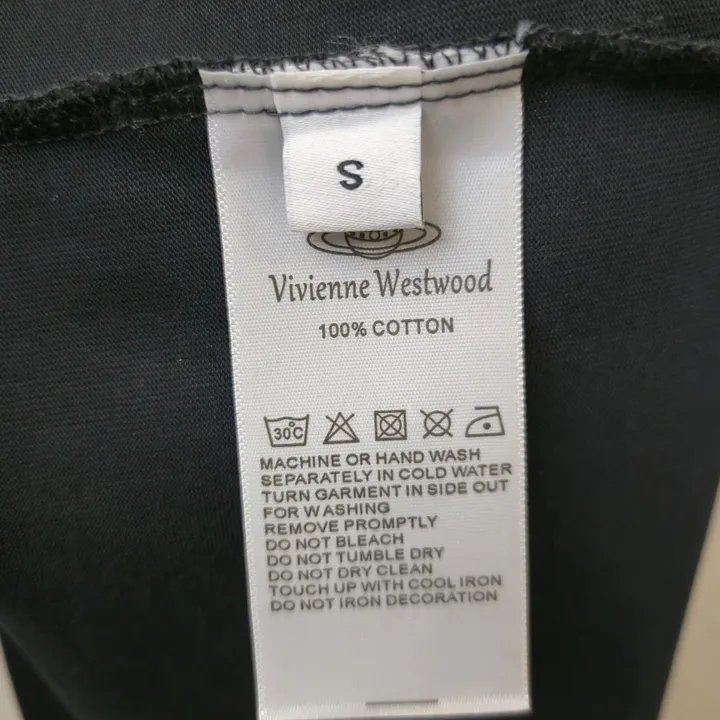 S
Vivienne Westwood
100% COTTON
30°C
MACHINE OR HAND WASH
SEPARATELY IN COLD WATER
TURN GARMENT IN SIDE OUT
FOR WASHING
REMOVE PROMPTLY
DO NOT BLEACH
DO NOT TUMBLE DRY
DO NOT DRY CLEAN
TOUCH UP WITH COOL IRON
DO NOT IRON DECORATION